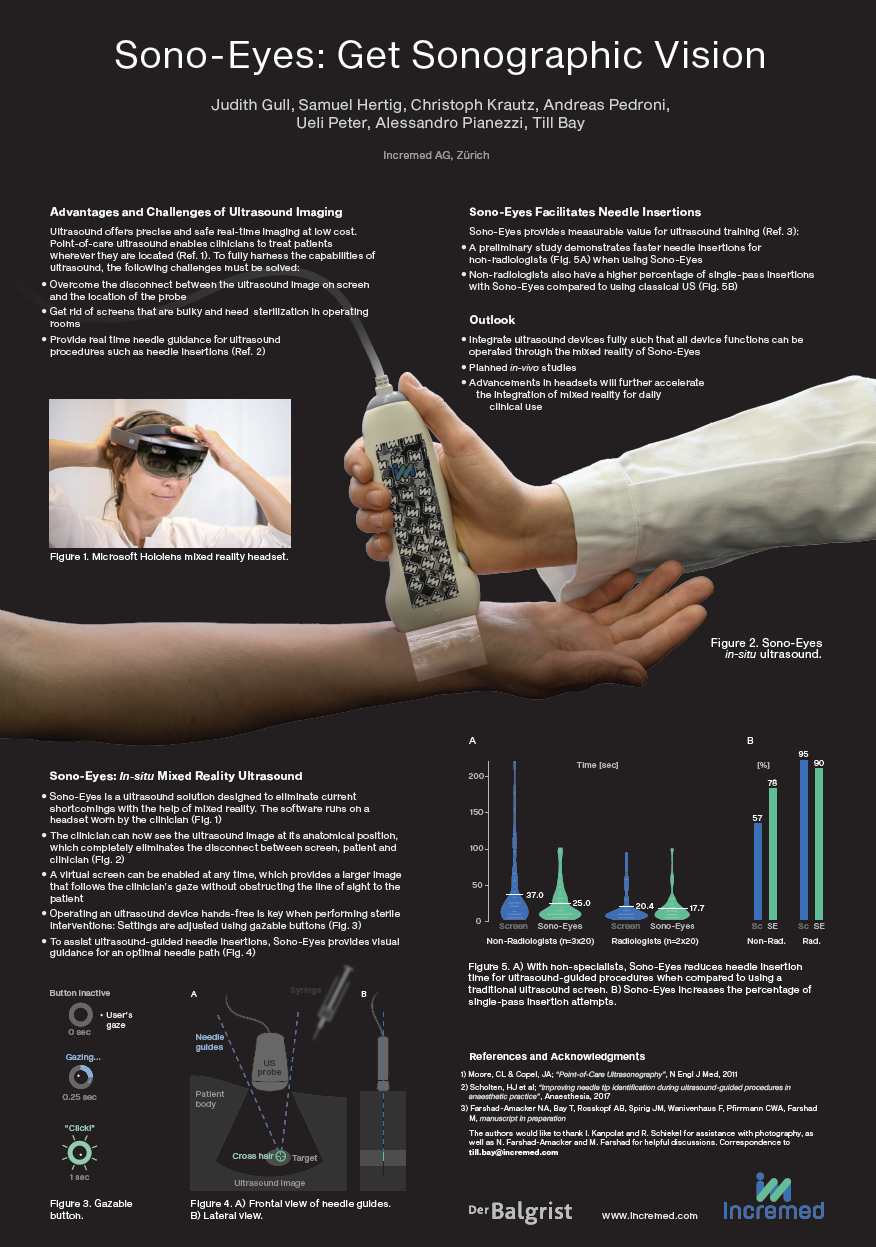 Sono-Eyes: Get Sonographic Vision
Judith Gull, Samuel Hertig, Christoph Krautz, Andreas Pedroni,
Ueli Peter, Alessandro Pianezzi, Till Bay
Incremed AG, Zürich
Advantages and Challenges of Ultrasound Imaging
Ultrasound offers precise and safe real-time imaging at low cost.
Point-of-care ultrasound enables clinicians to treat patients
wherever they are located (Ref. 1). To fully harness the capabilities of
ultrasound, the following challenges must be solved:
• Overcome the disconnect between the ultrasound image on screen
and the location of the probe
• Get rid of screens that are bulky and need sterilization in operating
rooms
• Provide real time needle guidance for ultrasound
procedures such as needle insertions (Ref. 2)
Figure 1. Microsoft Hololens mixed reality headset.
Sono-Eyes Facilitates Needle Insertions
Sono-Eyes provides measurable value for ultrasound training (Ref. 3):
• A preliminary study demonstrates faster needle insertions for
non-radiologists (Fig. 5A) when using Sono-Eyes
• Non-radiologists also have a higher percentage of single-pass insertions
with Sono-Eyes compared to using classical US (Fig. 5B)
Outlook
• Integrate ultrasound devices fully such that all device functions can be
operated through the mixed reality of Sono-Eyes
• Planned in-vivo studies
• Advancements in headsets will further accelerate
the integration of mixed reality for daily
clinical use
Figure 2. Sono-Eyes
in-situ ultrasound.
Sono-Eyes: In-situ Mixed Reality Ultrasound
• Sono-Eyes is a ultrasound solution designed to eliminate current
shortcomings with the help of mixed reality. The software runs on a
headset worn by the clinician (Fig. 1)
• The clinician can now see the ultrasound image at its anatomical position,
which completely eliminates the disconnect between screen, patient and
clinician (Fig. 2)
• A virtual screen can be enabled at any time, which provides a larger image
that follows the clinician's gaze without obstructing the line of sight to the
patient
• Operating an ultrasound device hands-free is key when performing sterile
interventions: Settings are adjusted using gazable buttons (Fig. 3)
• To assist ultrasound-guided needle insertions, Sono-Eyes provides visual
guidance for an optimal needle path (Fig. 4)
Button inactive
• User's
gaze
0 sec
Gazing...
0.25 sec
"Click!"
1 sec
Figure 3. Gazable
button.
A
Syringe
B
Needle
guides
US
probe
Patient
body
Cross hair
Target
Ultrasound image
Figure 4. A) Frontal view of needle guides.
B) Lateral view.
A
Time [sec]
200
150
100
50
0
37.0
25.0
20.4
17.7
Screen Sono-Eyes Screen Sono-Eyes
Non-Radiologists (n=3x20) Radiologists (n=2x20)
B
[%]
57
78
95
90
Sc SE Sc SE
Non-Rad. Rad.
Figure 5. A) With non-specialists, Sono-Eyes reduces needle insertion
time for ultrasound-guided procedures when compared to using a
traditional ultrasound screen. B) Sono-Eyes increases the percentage of
single-pass insertion attempts.
References and Acknowledgments
1) Moore, CL & Copel, JA; "Point-of-Care Ultrasonography", N Engl J Med, 2011
2) Scholten, HJ et al; "Improving needle tip identification during ultrasound-guided procedures in
anaesthetic practice", Anaesthesia, 2017
3) Farshad-Amacker NA, Bay T, Rosskopf AB, Spirig JM, Wanivenhaus F, Pfirrmann CWA, Farshad
M, manuscript in preparation
The authors would like to thank I. Kanpolat and R. Schiekel for assistance with photography, as
well as N. Farshad-Amacker and M. Farshad for helpful discussions. Correspondence to
till.bay@incremed.com
Der Balgrist
www.incremed.com
im
Incremed